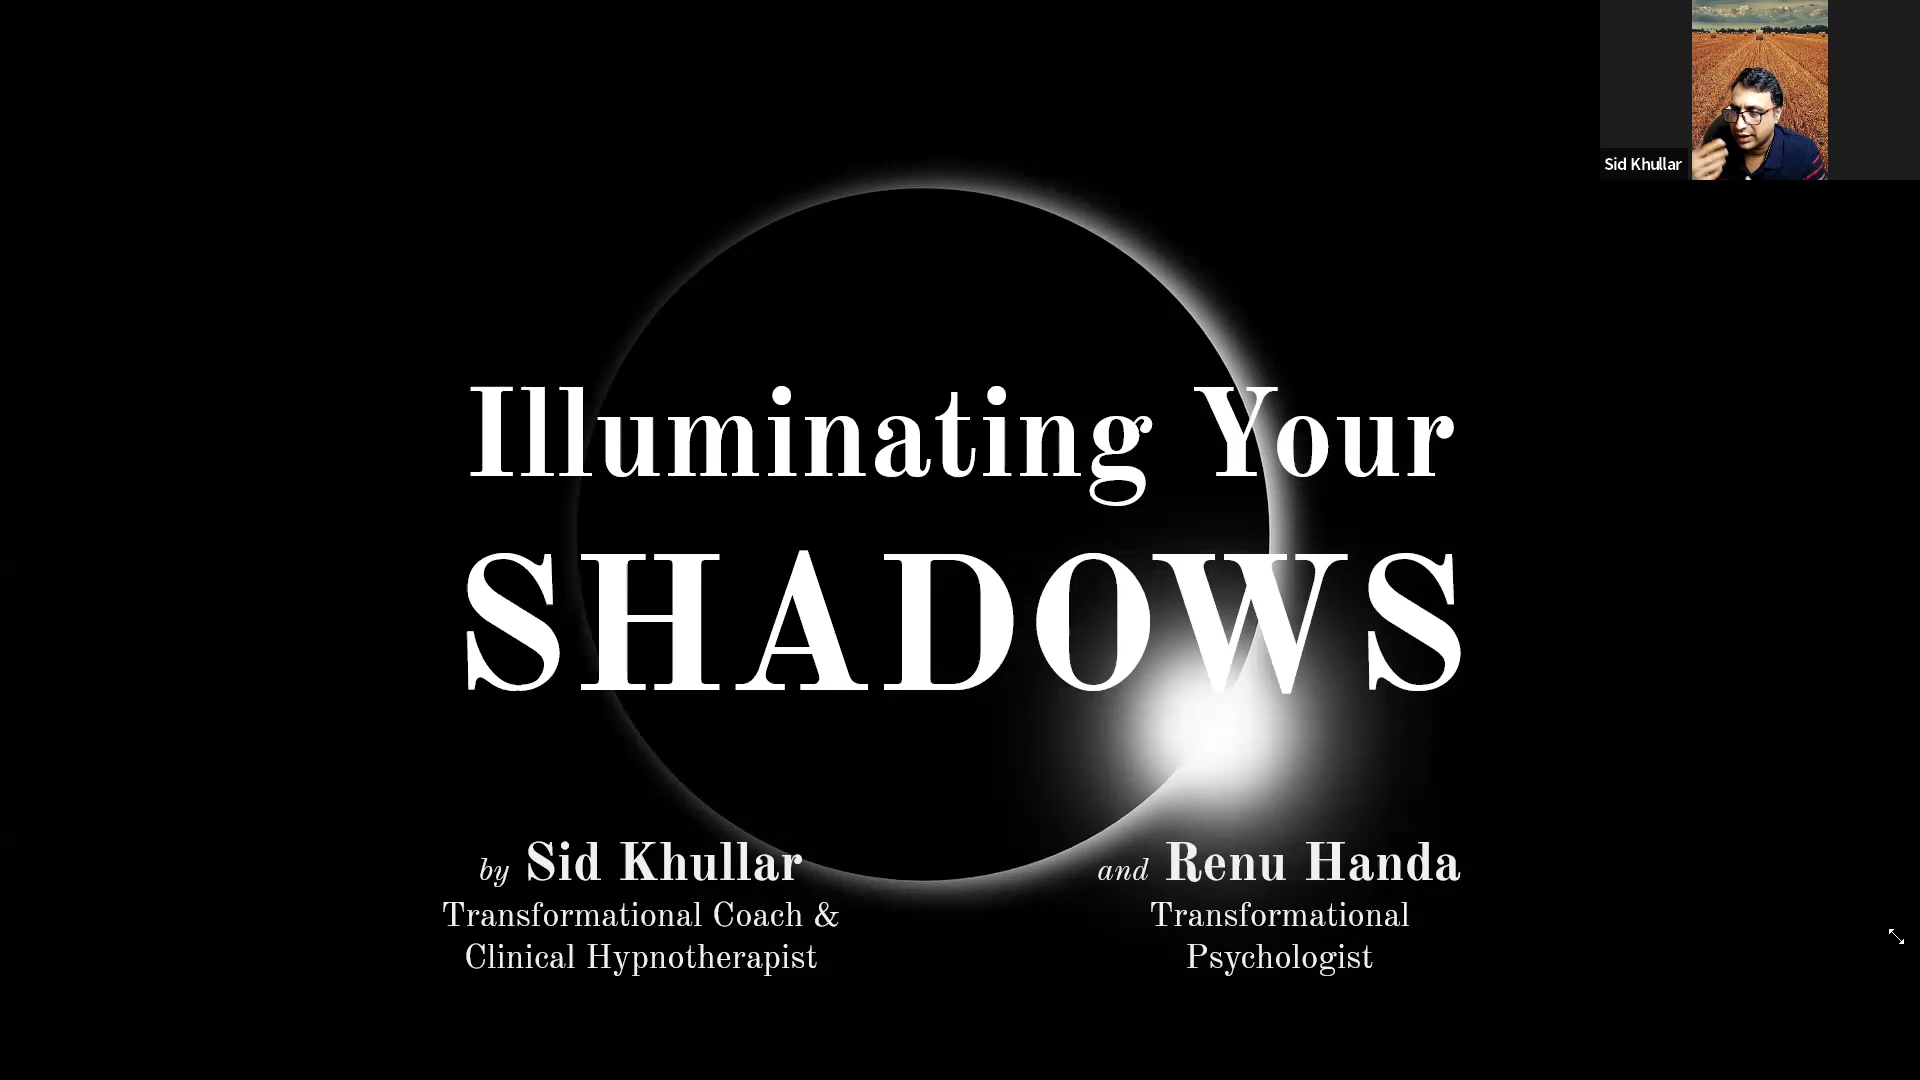 Sid Khullar
Illuminating Your
SHADOWS
by Sid Khullar
Transformational Coach &
Clinical Hypnotherapist
and Renu Handa
Transformational
Psychologist